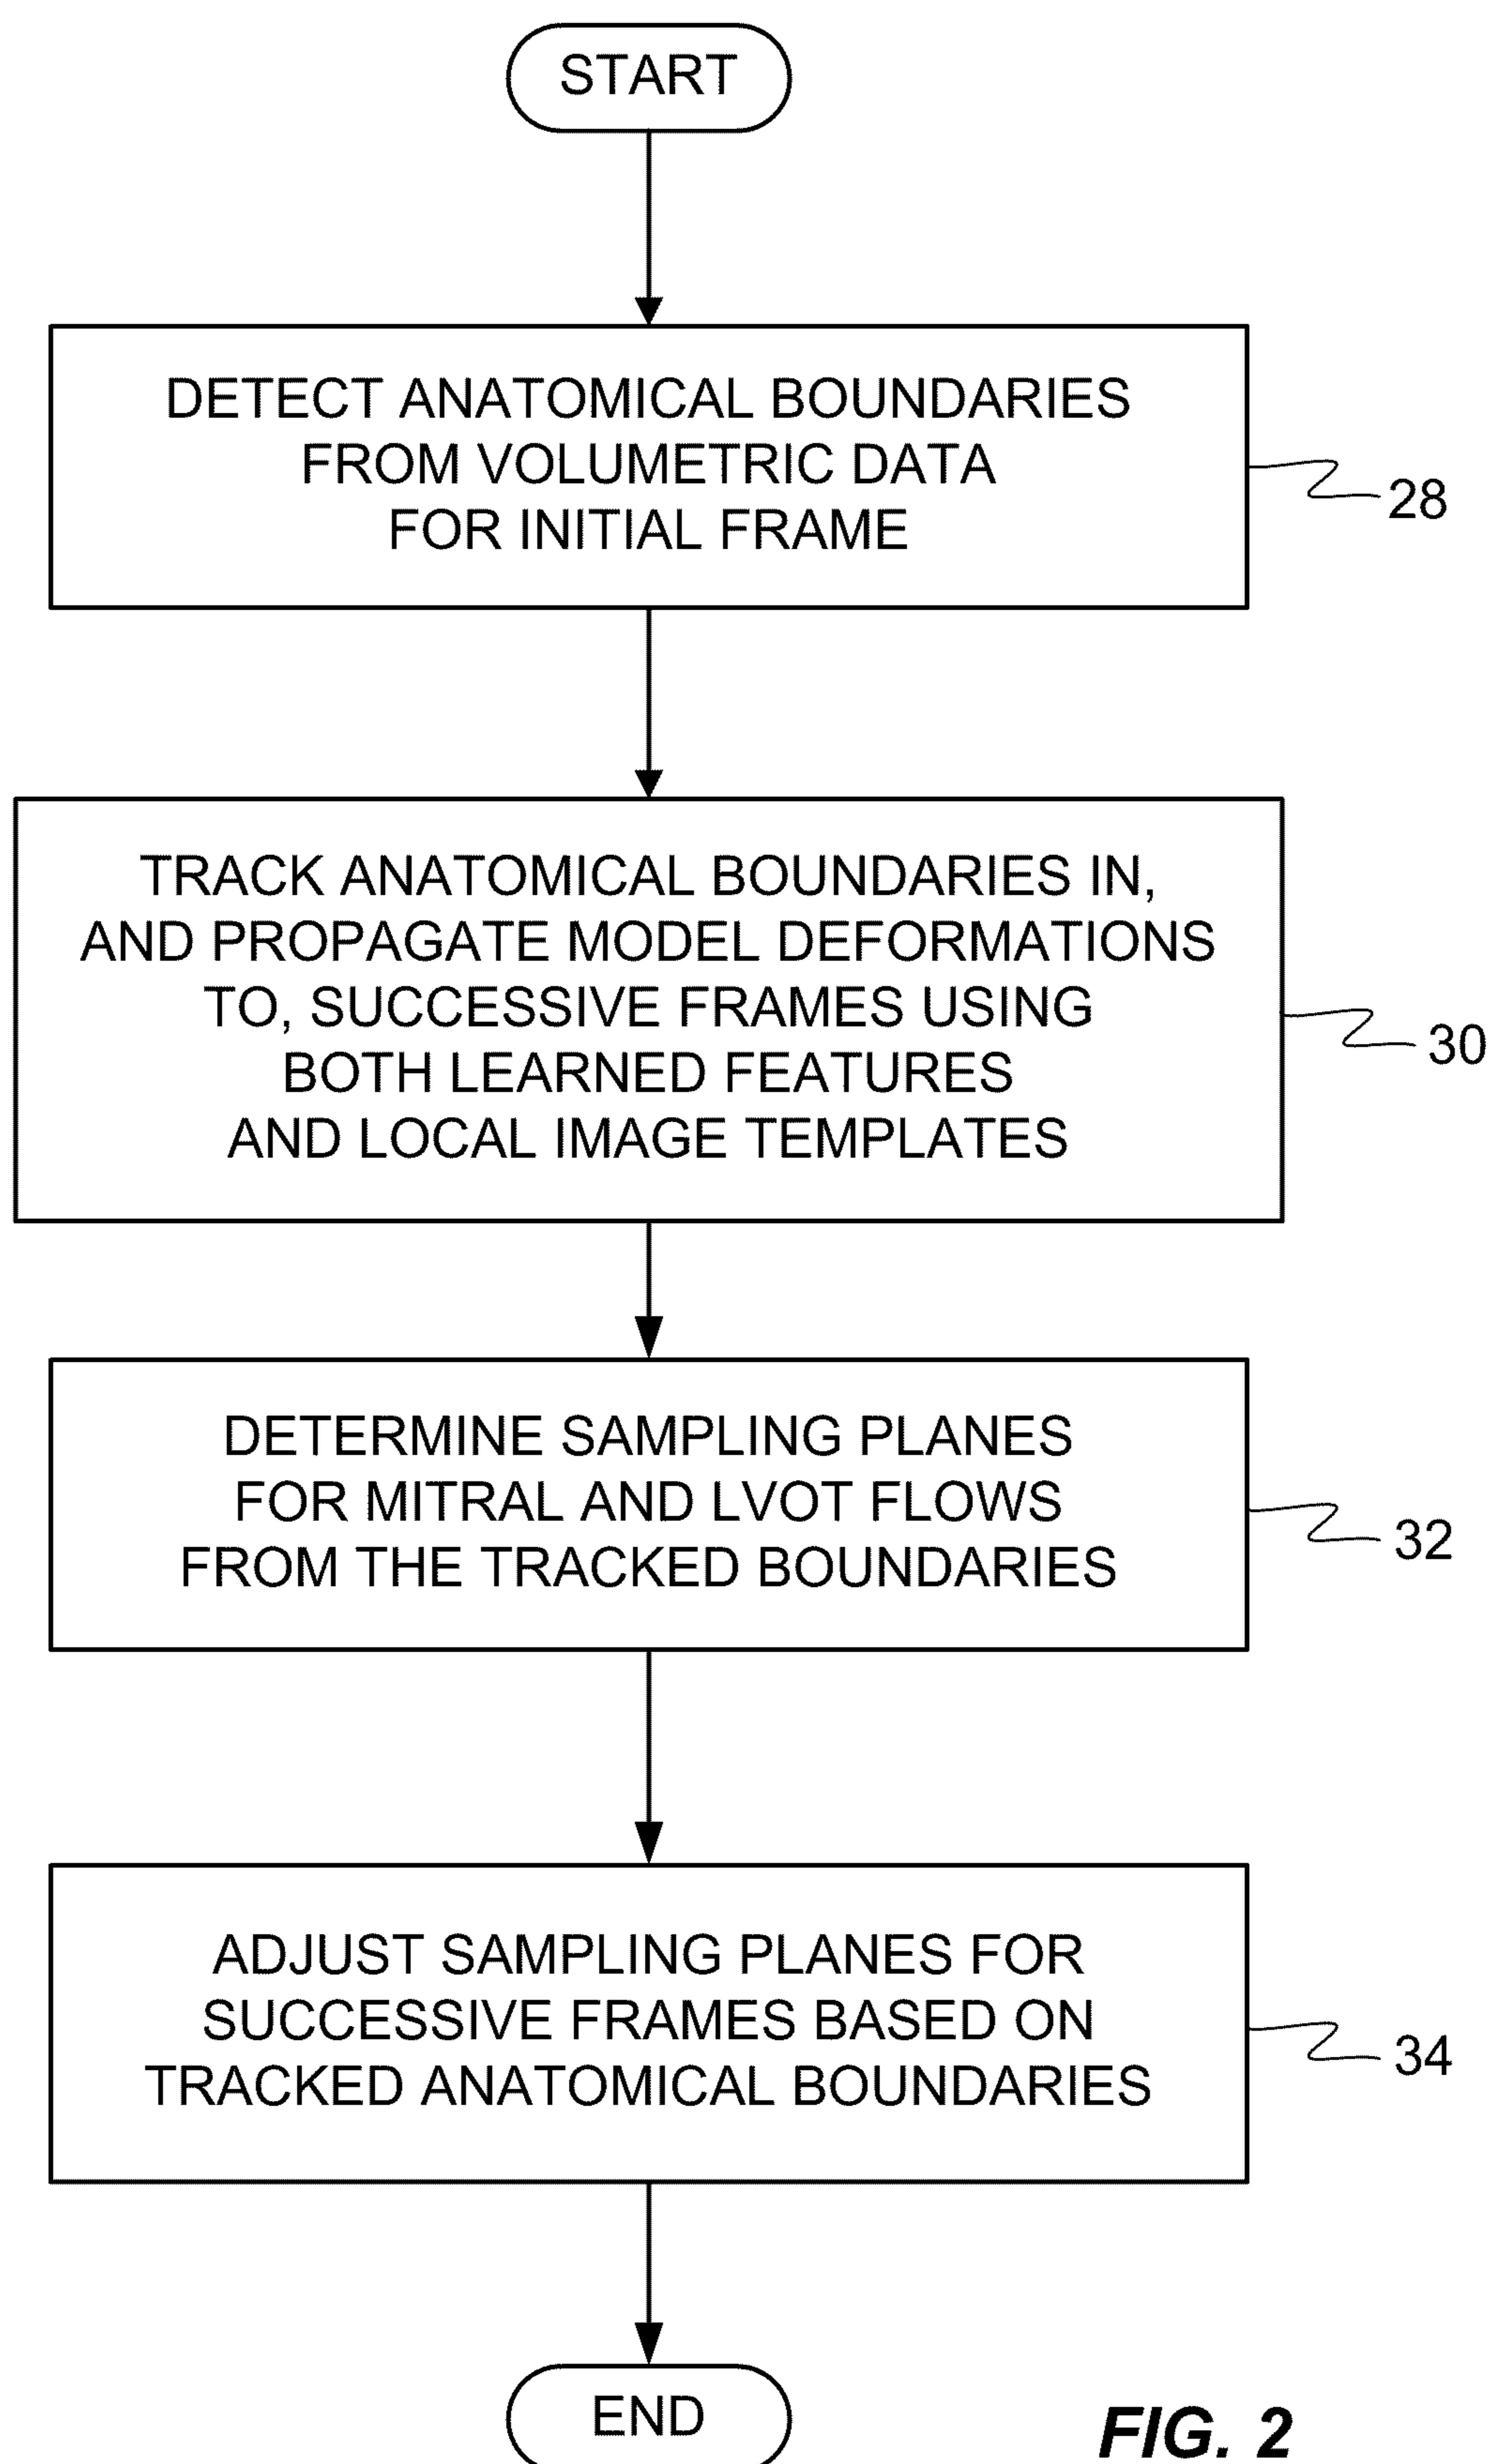 START
DETECT ANATOMICAL BOUNDARIES
FROM VOLUMETRIC DATA
FOR INITIAL FRAME
28
TRACK ANATOMICAL BOUNDARIES IN,
AND PROPAGATE MODEL DEFORMATIONS
TO, SUCCESSIVE FRAMES USING
BOTH LEARNED FEATURES
AND LOCAL IMAGE TEMPLATES
30
DETERMINE SAMPLING PLANES
FOR MITRAL AND LVOT FLOWS
FROM THE TRACKED BOUNDARIES
32
ADJUST SAMPLING PLANES FOR
SUCCESSIVE FRAMES BASED ON
TRACKED ANATOMICAL BOUNDARIES
34
END
FIG. 2